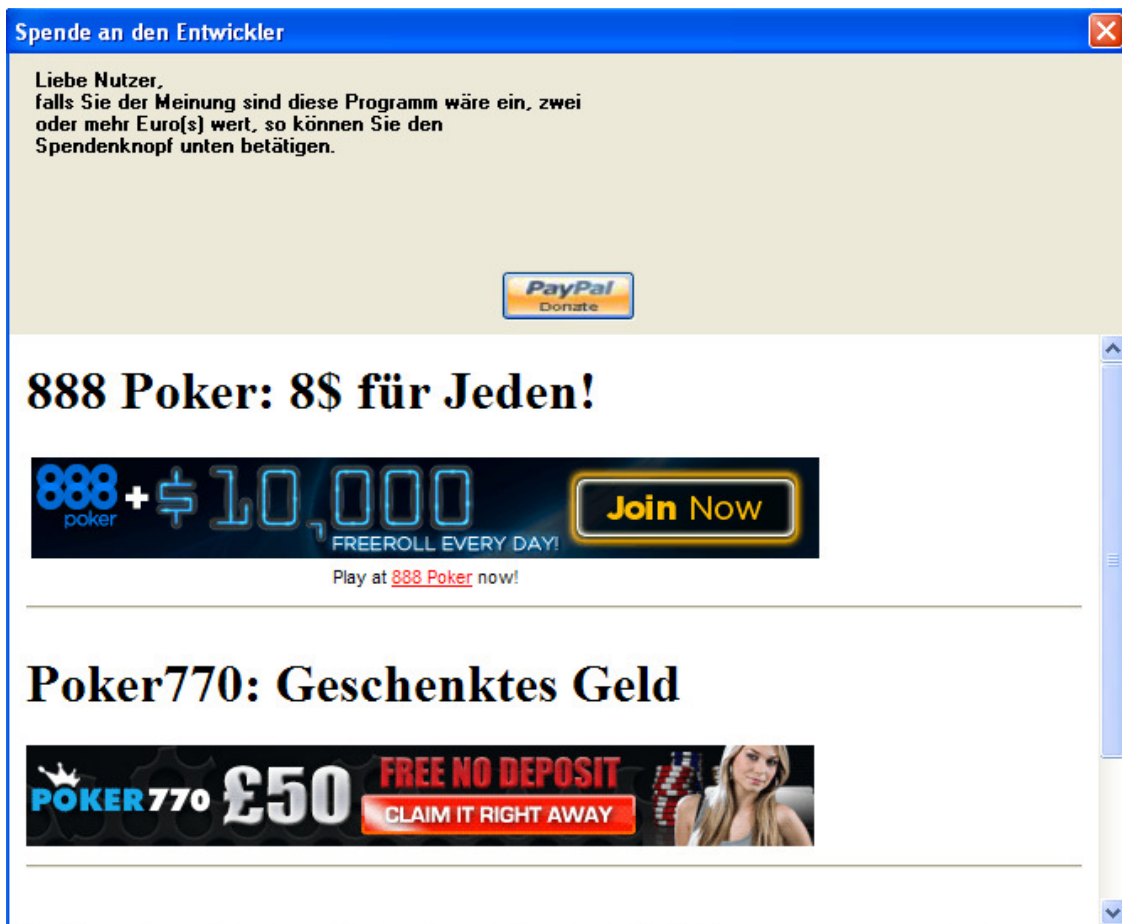 Spende an den Entwickler
Liebe Nutzer,
falls Sie der Meinung sind diese Programm wäre ein, zwei
oder mehr Euro(s) wert, so können Sie den
Spendenknopf unten betätigen.
PayPal
Donate
888 Poker: 8$ für Jeden!
888
poker
+ $10,000
FREEROLL EVERY DAY!
Join Now
Play at 888 Poker now!
Poker770: Geschenktes Geld
POKER770
£50
FREE NO DEPOSIT
CLAIM IT RIGHT AWAY